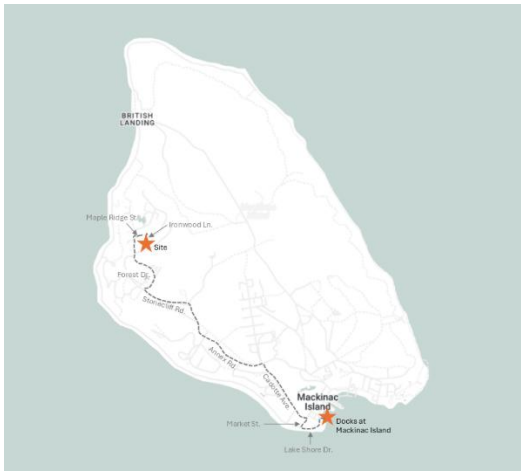 BRITISH
LANDING
Maple Ridge St.
Ironwood Ln.
Site
Forest Dr.
Stonecliff Rd.
Annex Rd.
Cadotte Ave.
Mackinac
Island
Market St.
Docks at
Mackinac Island
Lake Shore Dr.